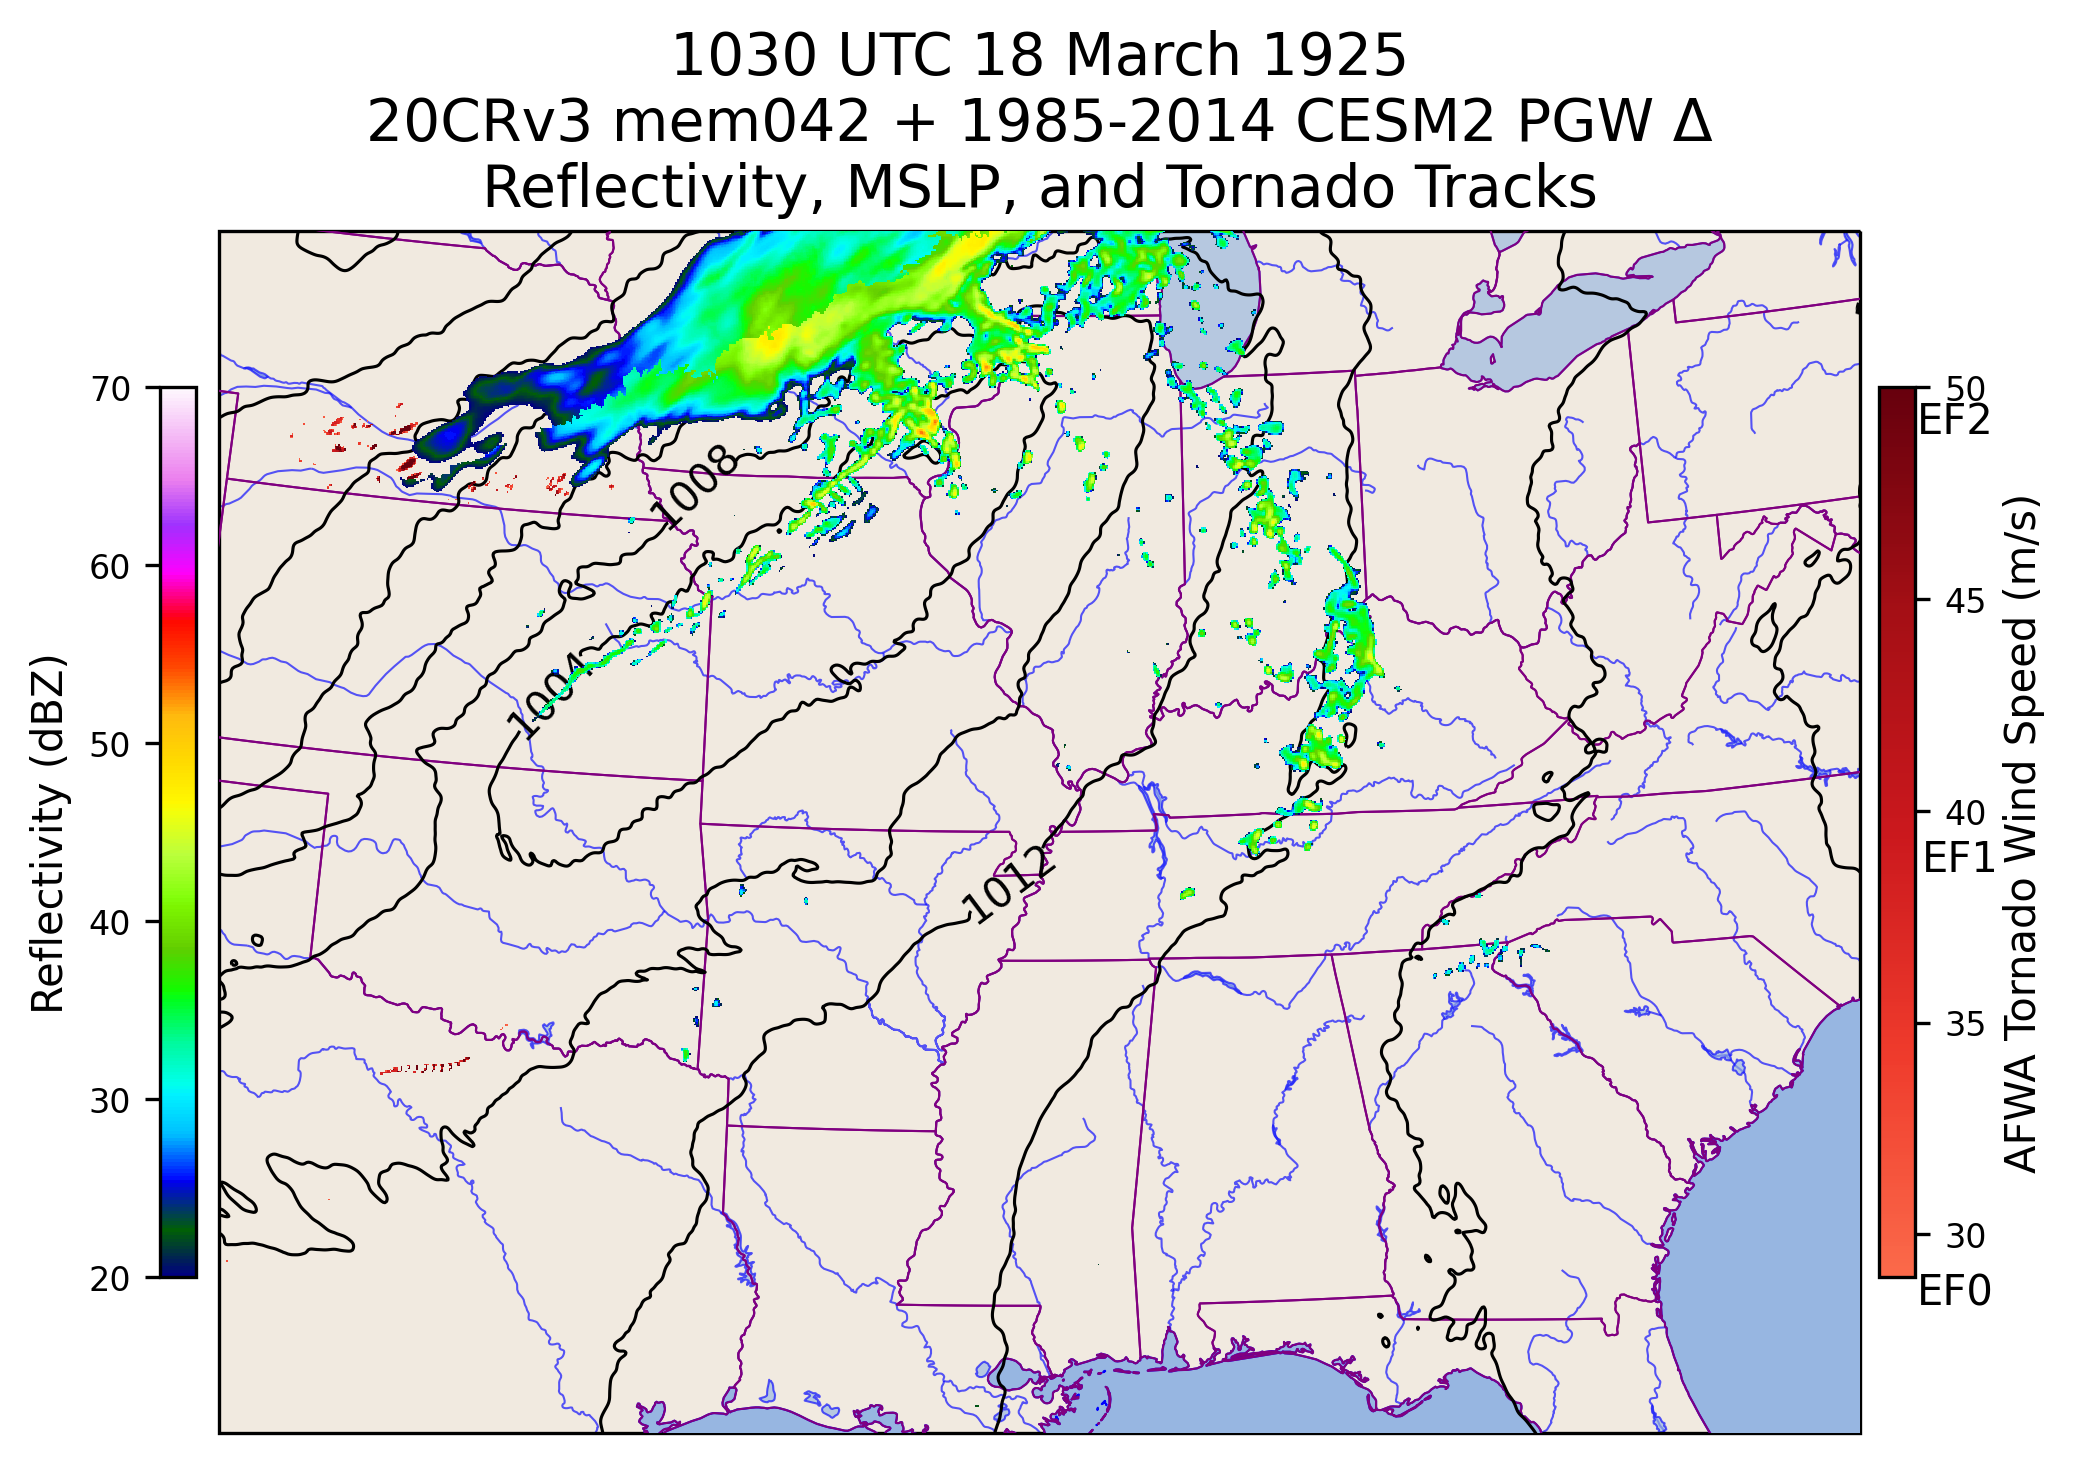 1030 UTC 18 March 1925
20CRv3 mem042 + 1985-2014 CESM2 PGW Δ
Reflectivity, MSLP, and Tornado Tracks
Reflectivity (dBZ)
70
60
50
40
30
20
1008
1004
1012
50
EF2
45
40
EF1
35
30
EF0
AFWA Tornado Wind Speed (m/s)